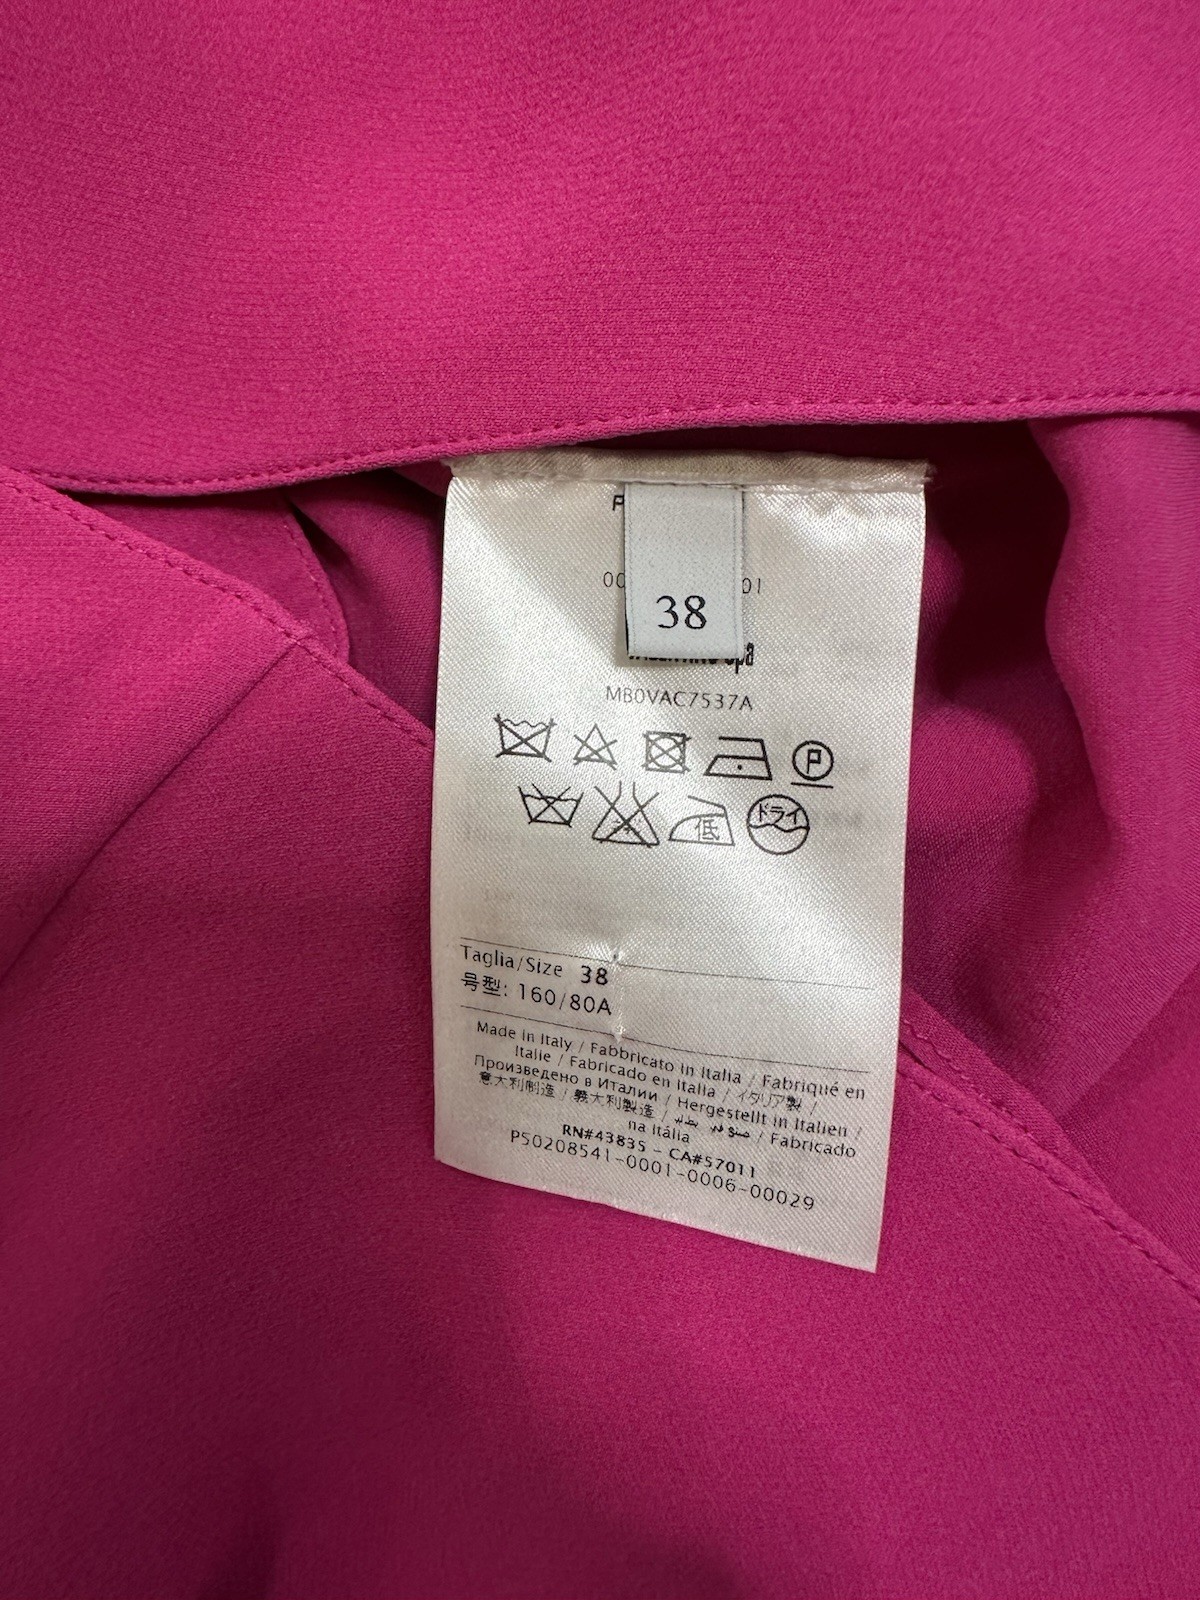 38
MB0VAC7537A
P
ドライ
低
Taglia/Size 38
号型: 160/80A
Made in Italy / Fabbricato in Italia / Fabriqué en
Italie / Fabricado en Italia / イタリア製 /
Произведено в Италии / Hergestellt in Italien /
意大利制造 / 義大利製造 / / Fabricado
na Itália
RN#43835 - CA#57011
P50208541-0001-0006-00029